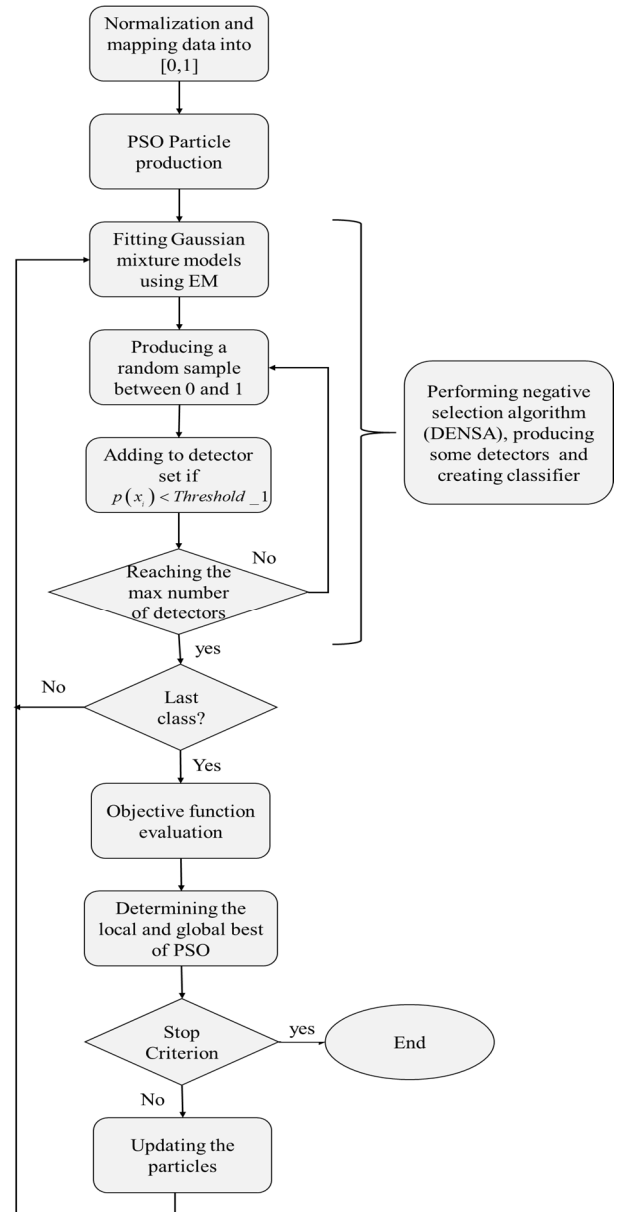 Normalization and
mapping data into
[0,1]
PSO Particle
production
Fitting Gaussian
mixture models
using EM
Producing a
random sample
between 0 and 1
Adding to detector
set if
p(x_i) < Threshold _1
Performing negative
selection algorithm
(DENSA), producing
some detectors and
creating classifier
No
Reaching the
max number
of detectors
yes
No
Last
class?
Yes
Objective function
evaluation
Determining the
local and global best
of PSO
Stop
Criterion
yes
End
No
Updating the
particles